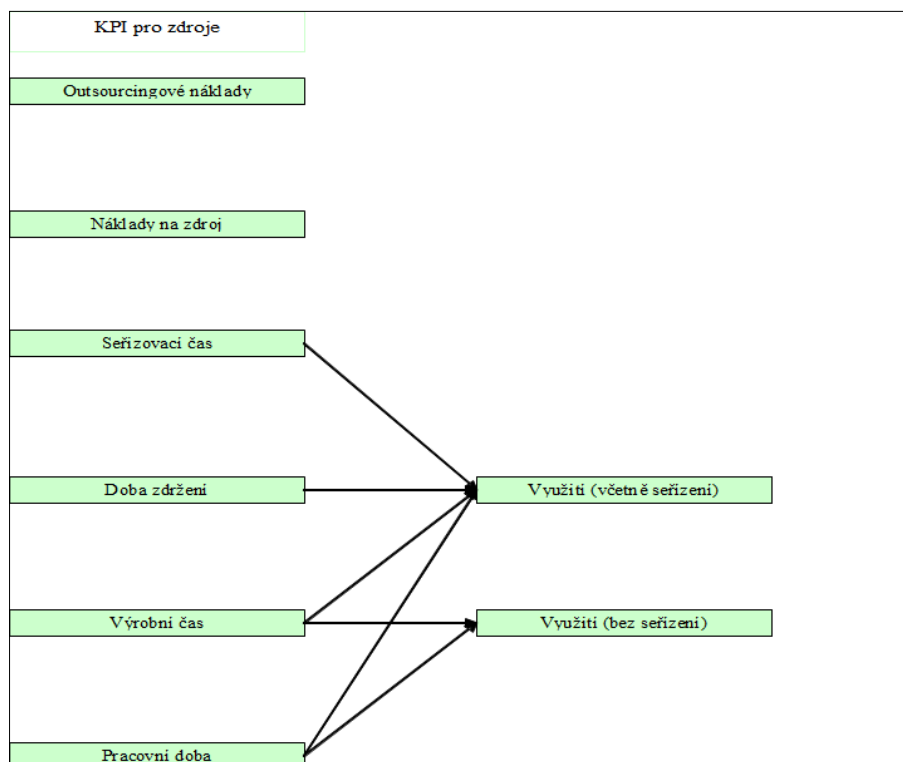 KPI pro zdroje
Outsourcingové náklady
Náklady na zdroj
Seřizovací čas
Doba zdržení
Využití (včetně seřízení)
Výrobní čas
Využití (bez seřízení)
Pracovní doba